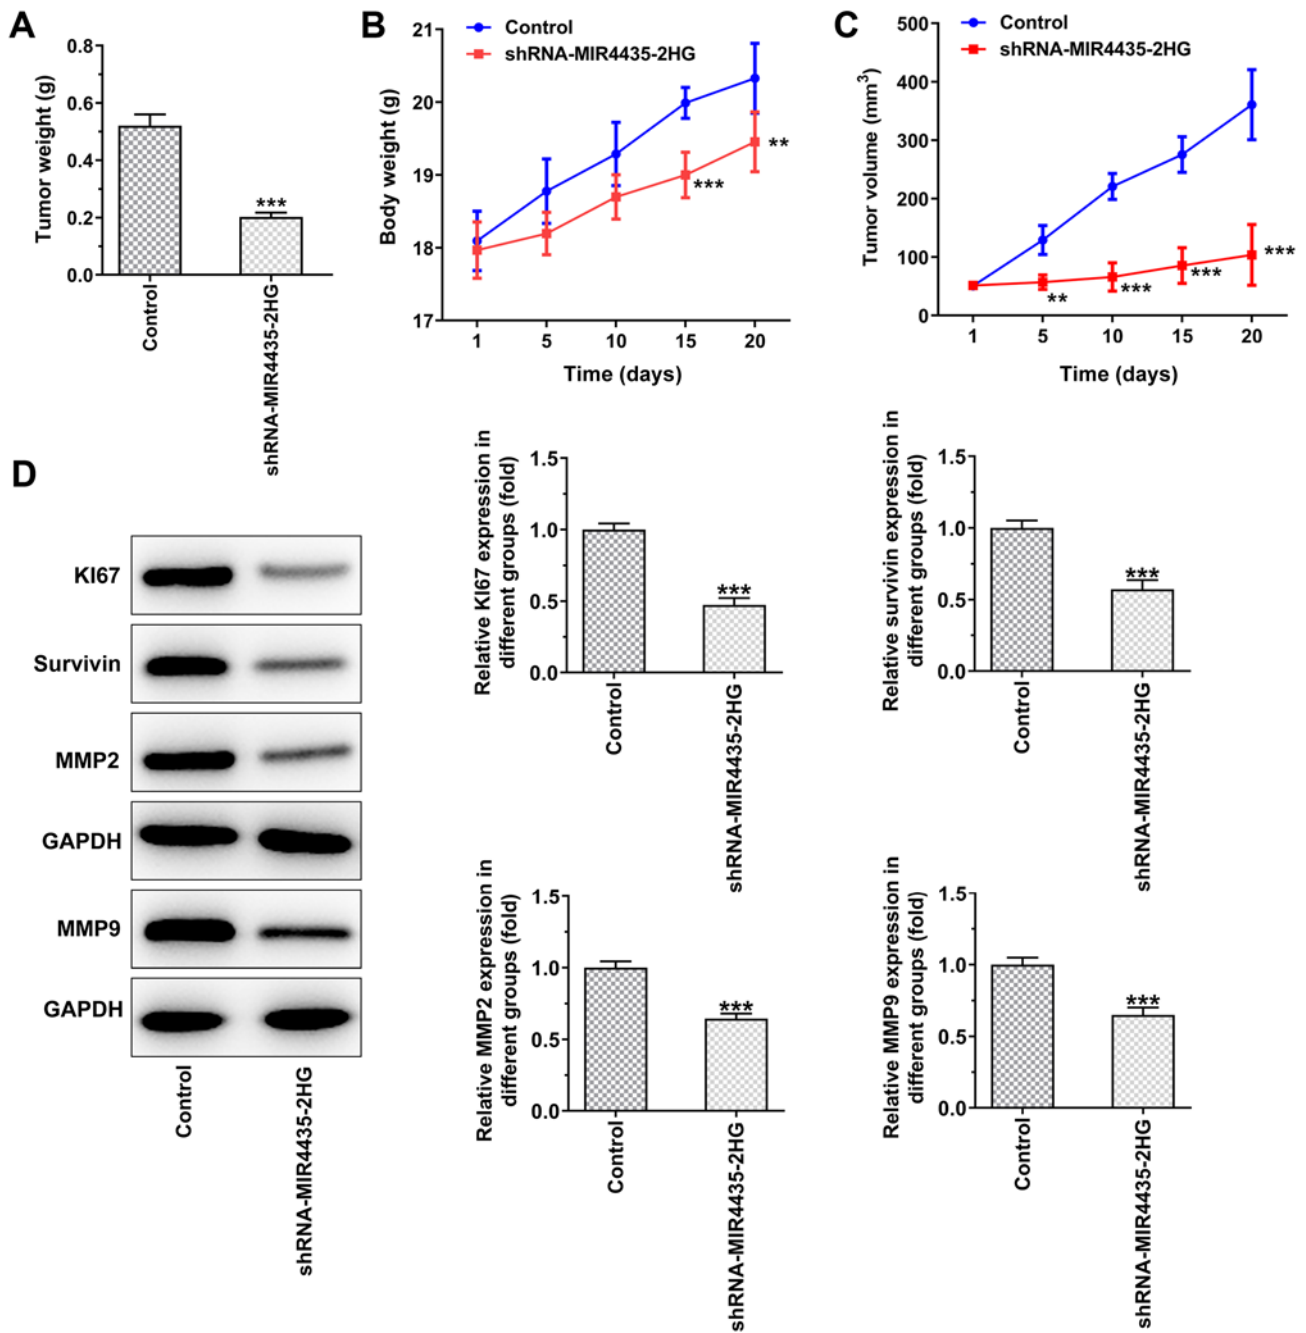 A
Tumor weight (g)
0.8
0.6
0.4
0.2
0.0
***
Control
shRNA-MIR4435-2HG
B
Control
shRNA-MIR4435-2HG
Body weight (g)
21
20
19
18
17
***
**
1 5 10 15 20
Time (days)
C
Control
shRNA-MIR4435-2HG
Tumor volume (mm3)
500
400
300
200
100
0
**
***
***
***
1 5 10 15 20
Time (days)
D
KI67
Survivin
MMP2
GAPDH
MMP9
GAPDH
Control
shRNA-MIR4435-2HG
Relative KI67 expression in
different groups (fold)
1.5
1.0
0.5
0.0
***
Control
shRNA-MIR4435-2HG
Relative survivin expression in
different groups (fold)
1.5
1.0
0.5
0.0
***
Control
shRNA-MIR4435-2HG
Relative MMP2 expression in
different groups (fold)
1.5
1.0
0.5
0.0
***
Control
shRNA-MIR4435-2HG
Relative MMP9 expression in
different groups (fold)
1.5
1.0
0.5
0.0
***
Control
shRNA-MIR4435-2HG